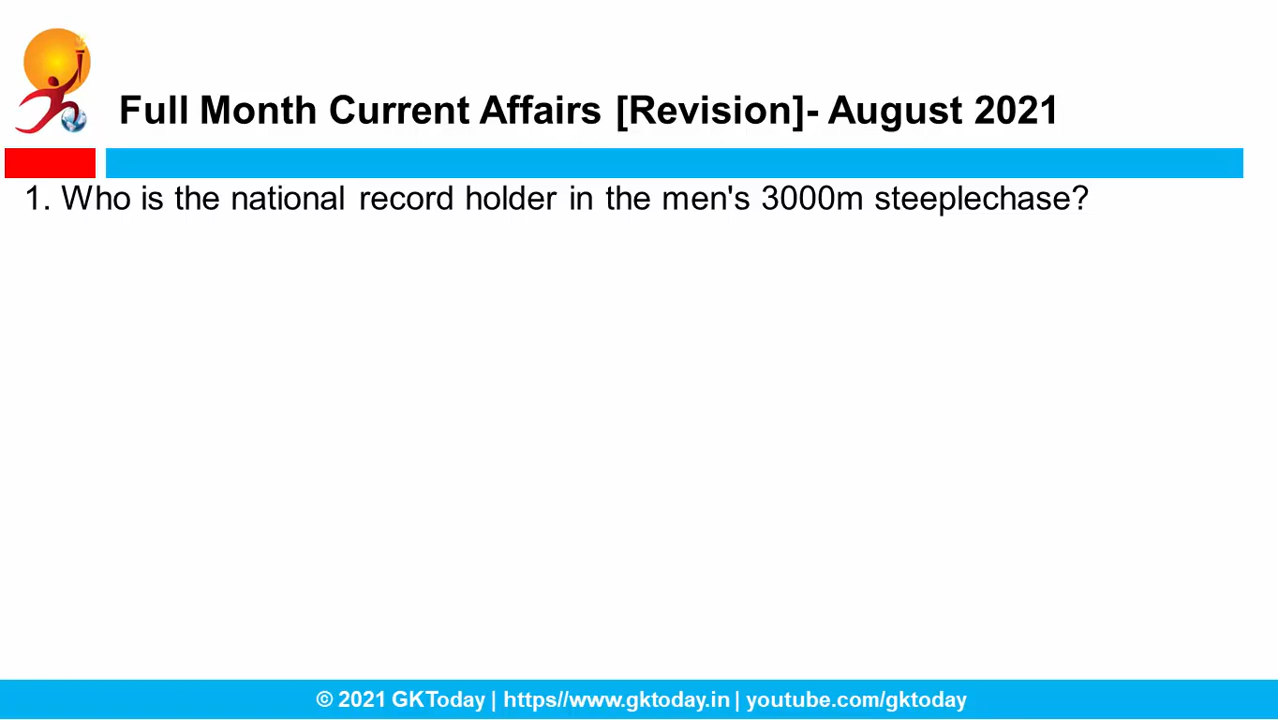 Full Month Current Affairs [Revision]- August 2021
1. Who is the national record holder in the men's 3000m steeplechase?
© 2021 GKToday | https//www.gktoday.in | youtube.com/gktoday